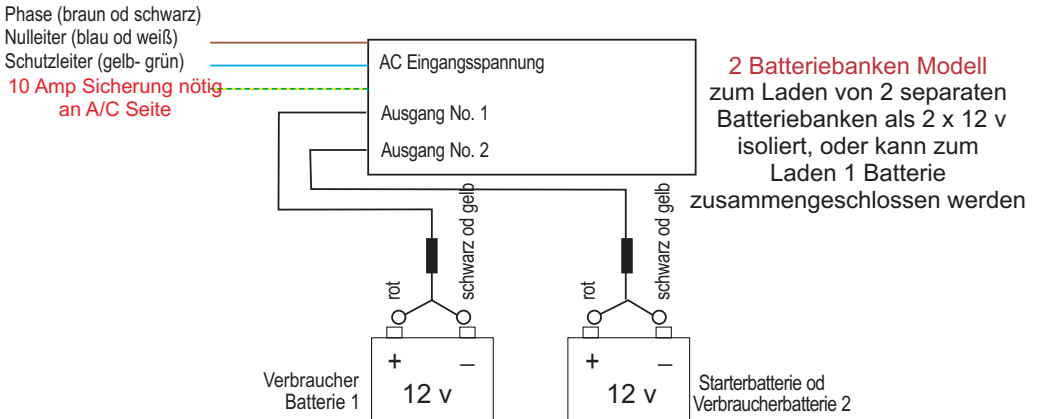 Phase (braun od schwarz)
Nulleiter (blau od weiß)
Schutzleiter (gelb- grün)
10 Amp Sicherung nötig
an A/C Seite
AC Eingangsspannung
Ausgang No. 1
Ausgang No. 2
2 Batteriebanken Modell
zum Laden von 2 separaten
Batteriebanken als 2 x 12 v
isoliert, oder kann zum
Laden 1 Batterie
zusammengeschlossen werden
rot
schwarz od gelb
rot
schwarz od gelb
+ –
12 v
Verbraucher
Batterie 1
+ –
12 v
Starterbatterie od
Verbraucherbatterie 2